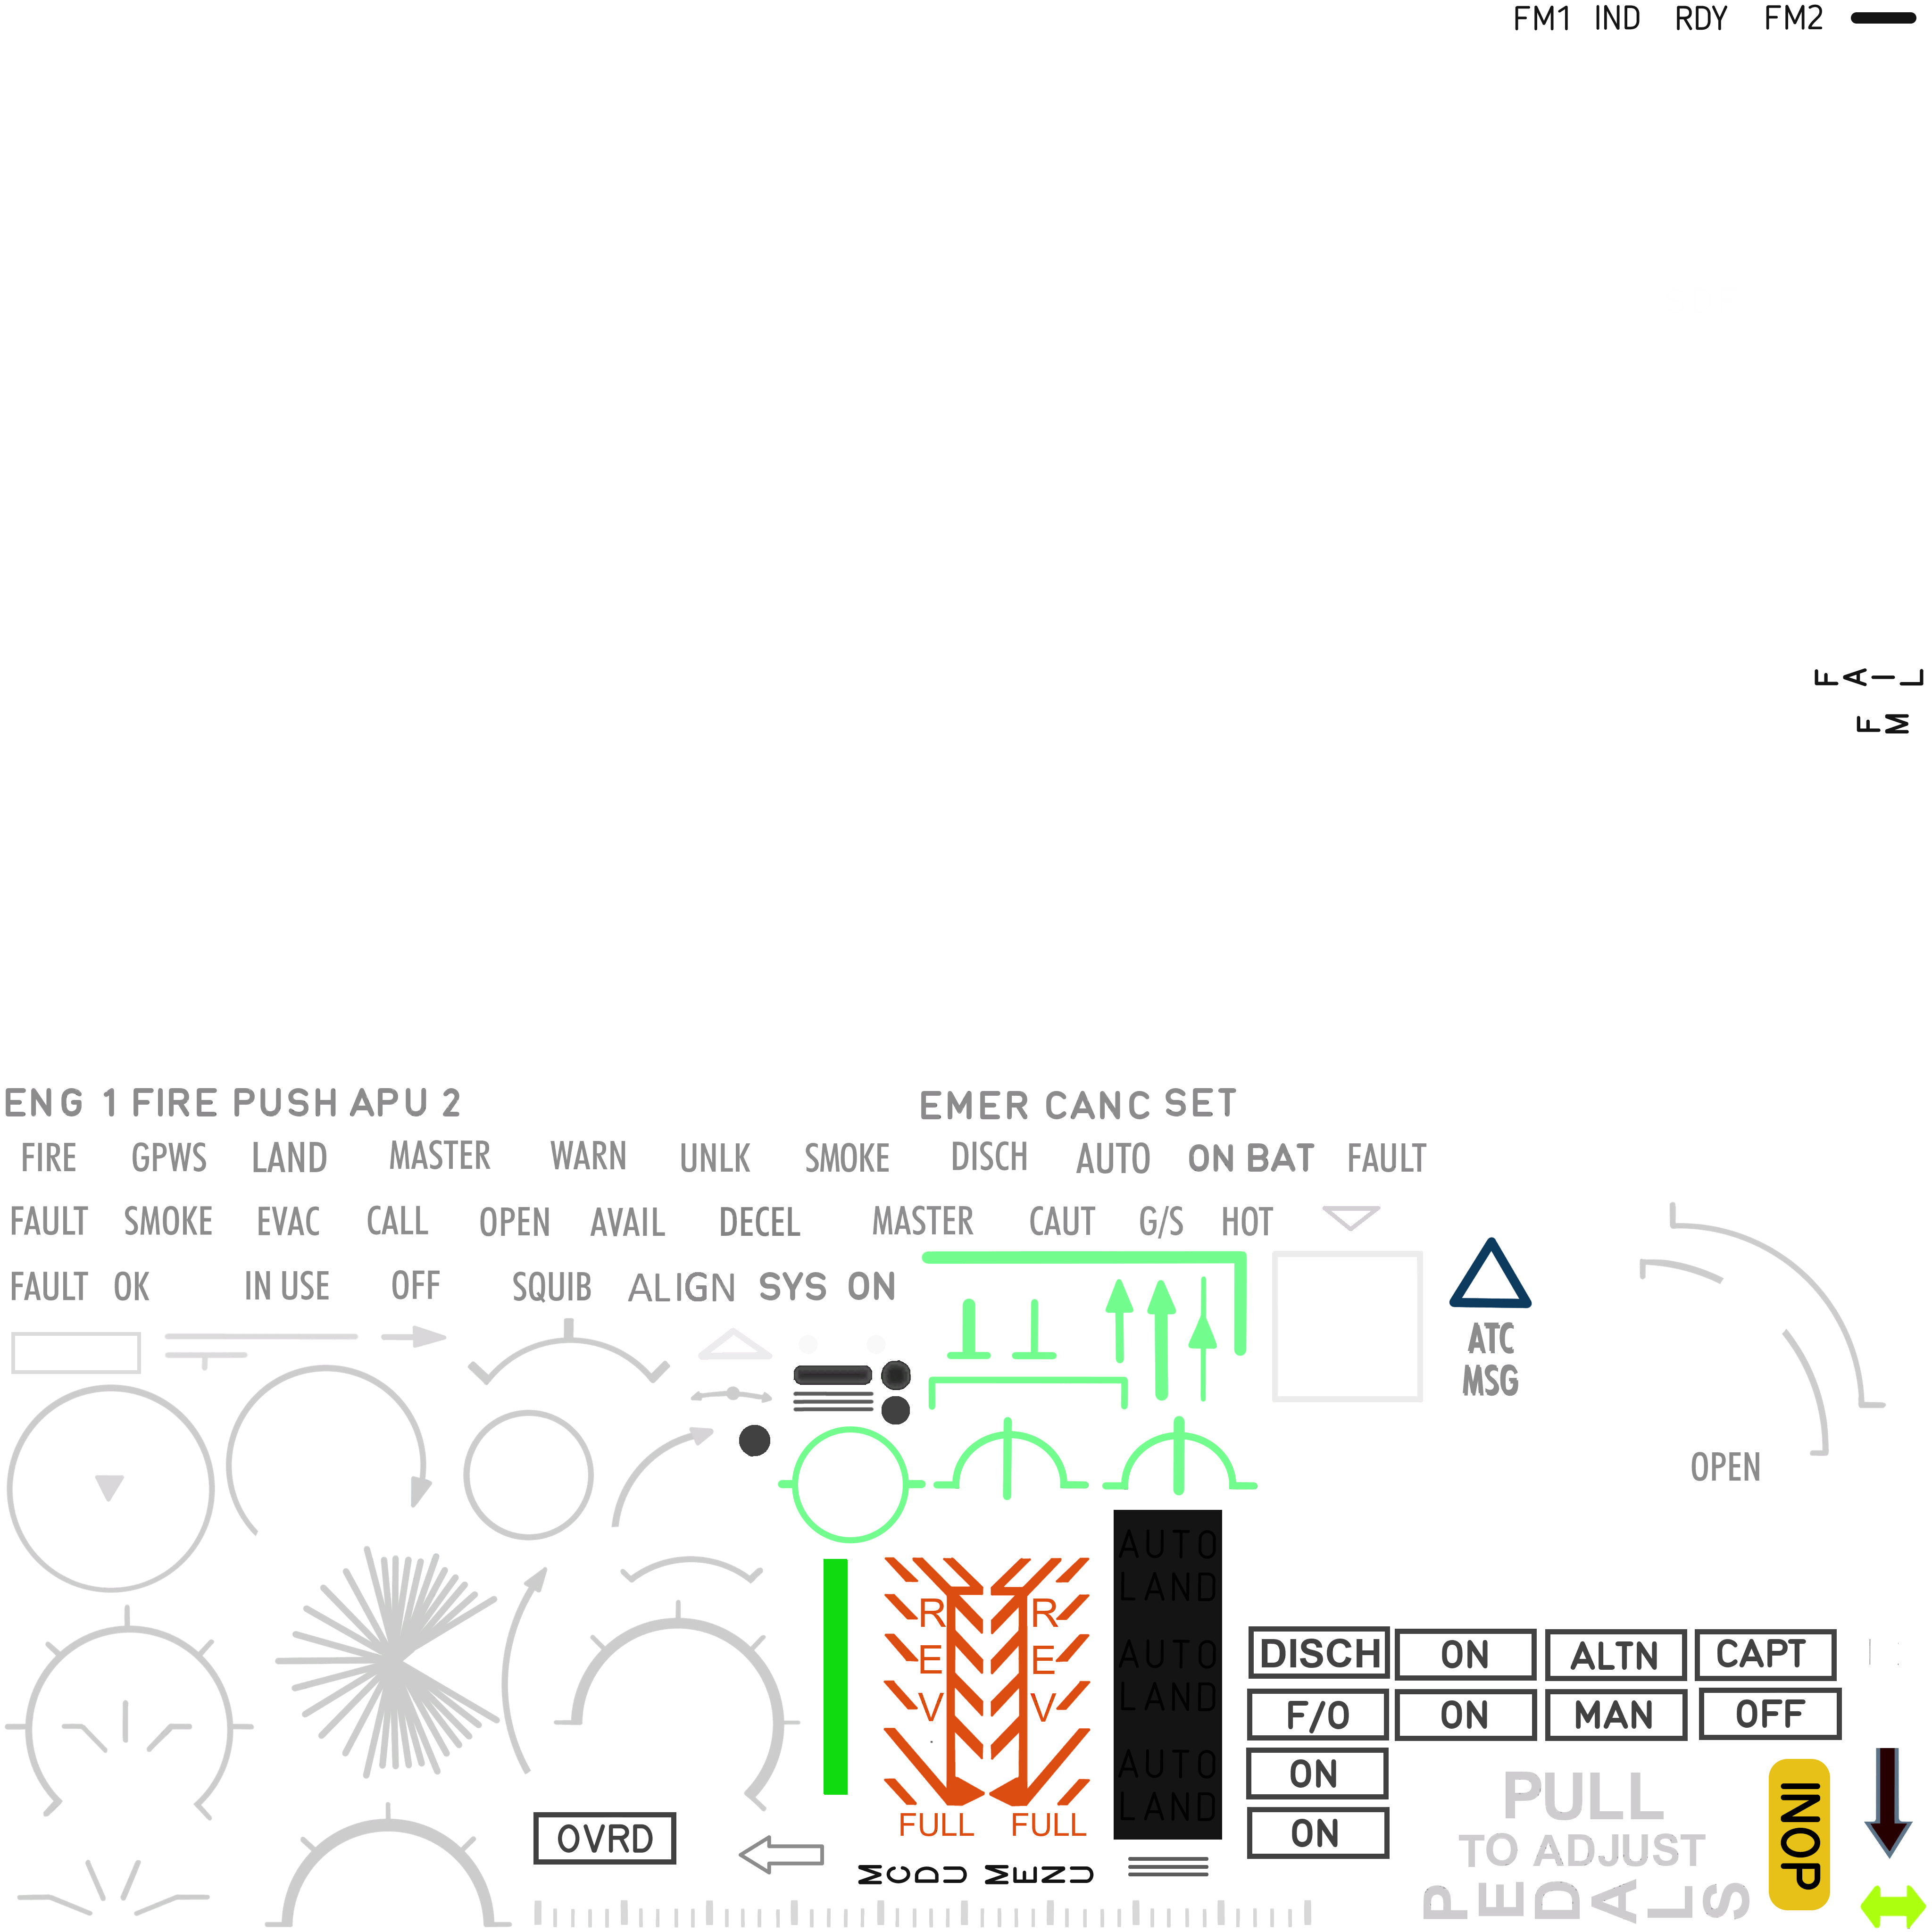 FM1 IND RDY FM2
FAIL
FM
ENG 1 FIRE PUSH APU 2 EMER CANC SET
FIRE GPWS LAND MASTER WARN UNLK SMOKE DISCH AUTO ON BAT FAULT
FAULT SMOKE EVAC CALL OPEN AVAIL DECEL MASTER CAUT G/S HOT
FAULT OK IN USE OFF SQUIB ALIGN SYS ON
ATC
MSG
OPEN
AUTO
LAND
AUTO
LAND
AUTO
LAND
REV REV
FULL FULL
DISCH ON ALTN CAPT
F/O ON MAN OFF
ON
ON
OVRD
MCDU MENU
PULL
TO ADJUST
PEDALS
INOP